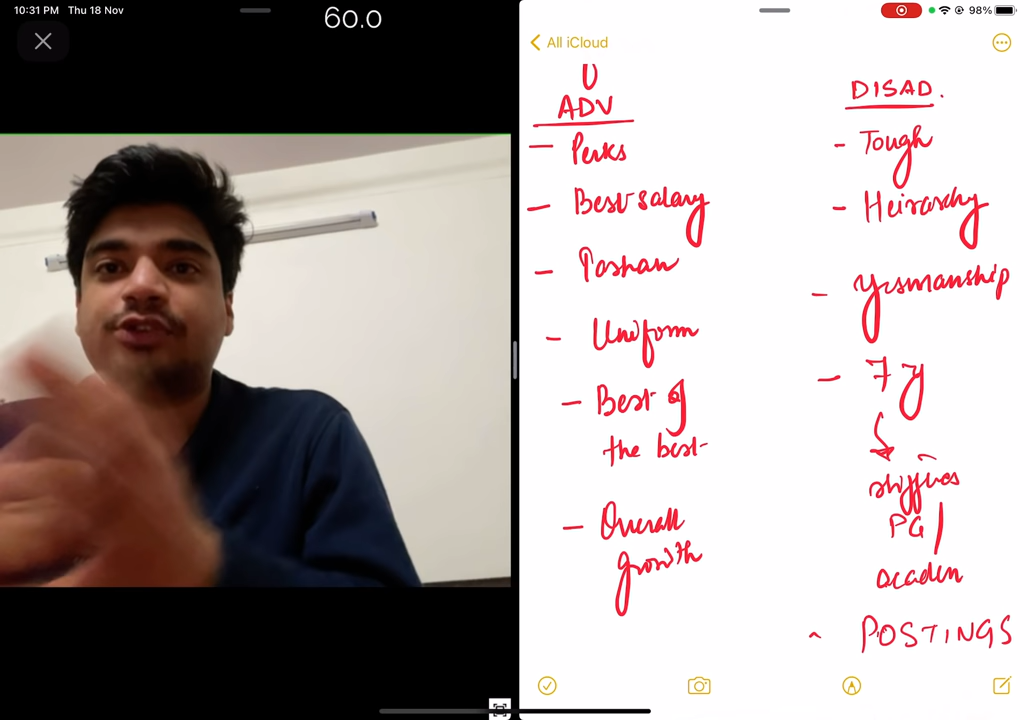 10:31 PM Thu 18 Nov
60.0
98%
All iCloud
ADV
- Perks
- Best salary
- Poshan
- Uniform
- Best of
the best
- Overall
growth
DISAD.
- Tough
- Heirarchy
- Yesmanship
- 7 y
PG/
academ
- POSTINGS